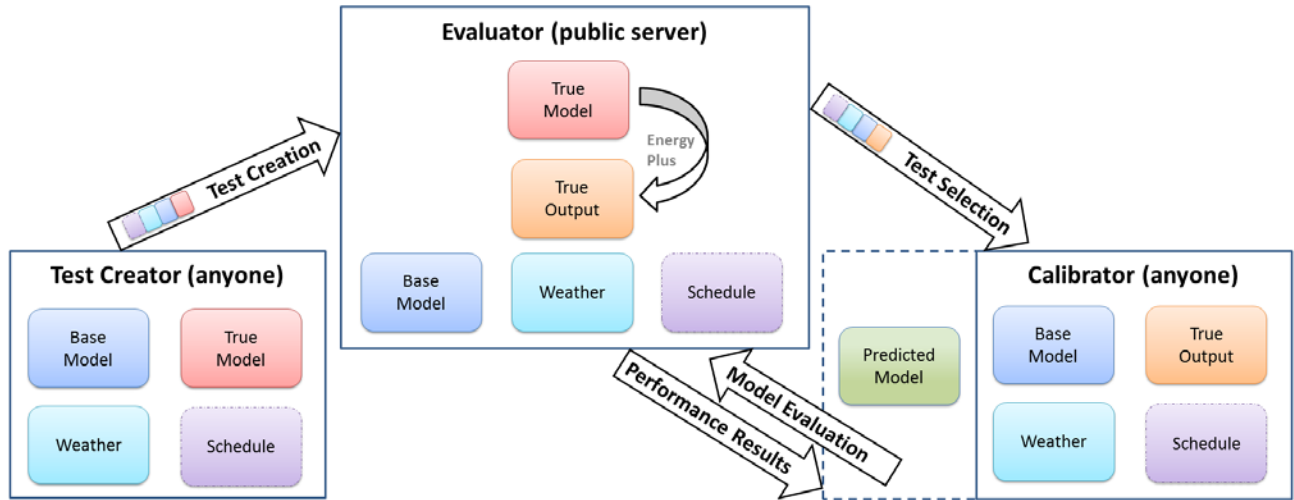 Evaluator (public server)
True
Model
Energy
Plus
True
Output
Base
Model
Weather
Schedule
Test Creation
Test Selection
Test Creator (anyone)
Base
Model
True
Model
Weather
Schedule
Performance Results
Model Evaluation
Predicted
Model
Calibrator (anyone)
Base
Model
True
Output
Weather
Schedule